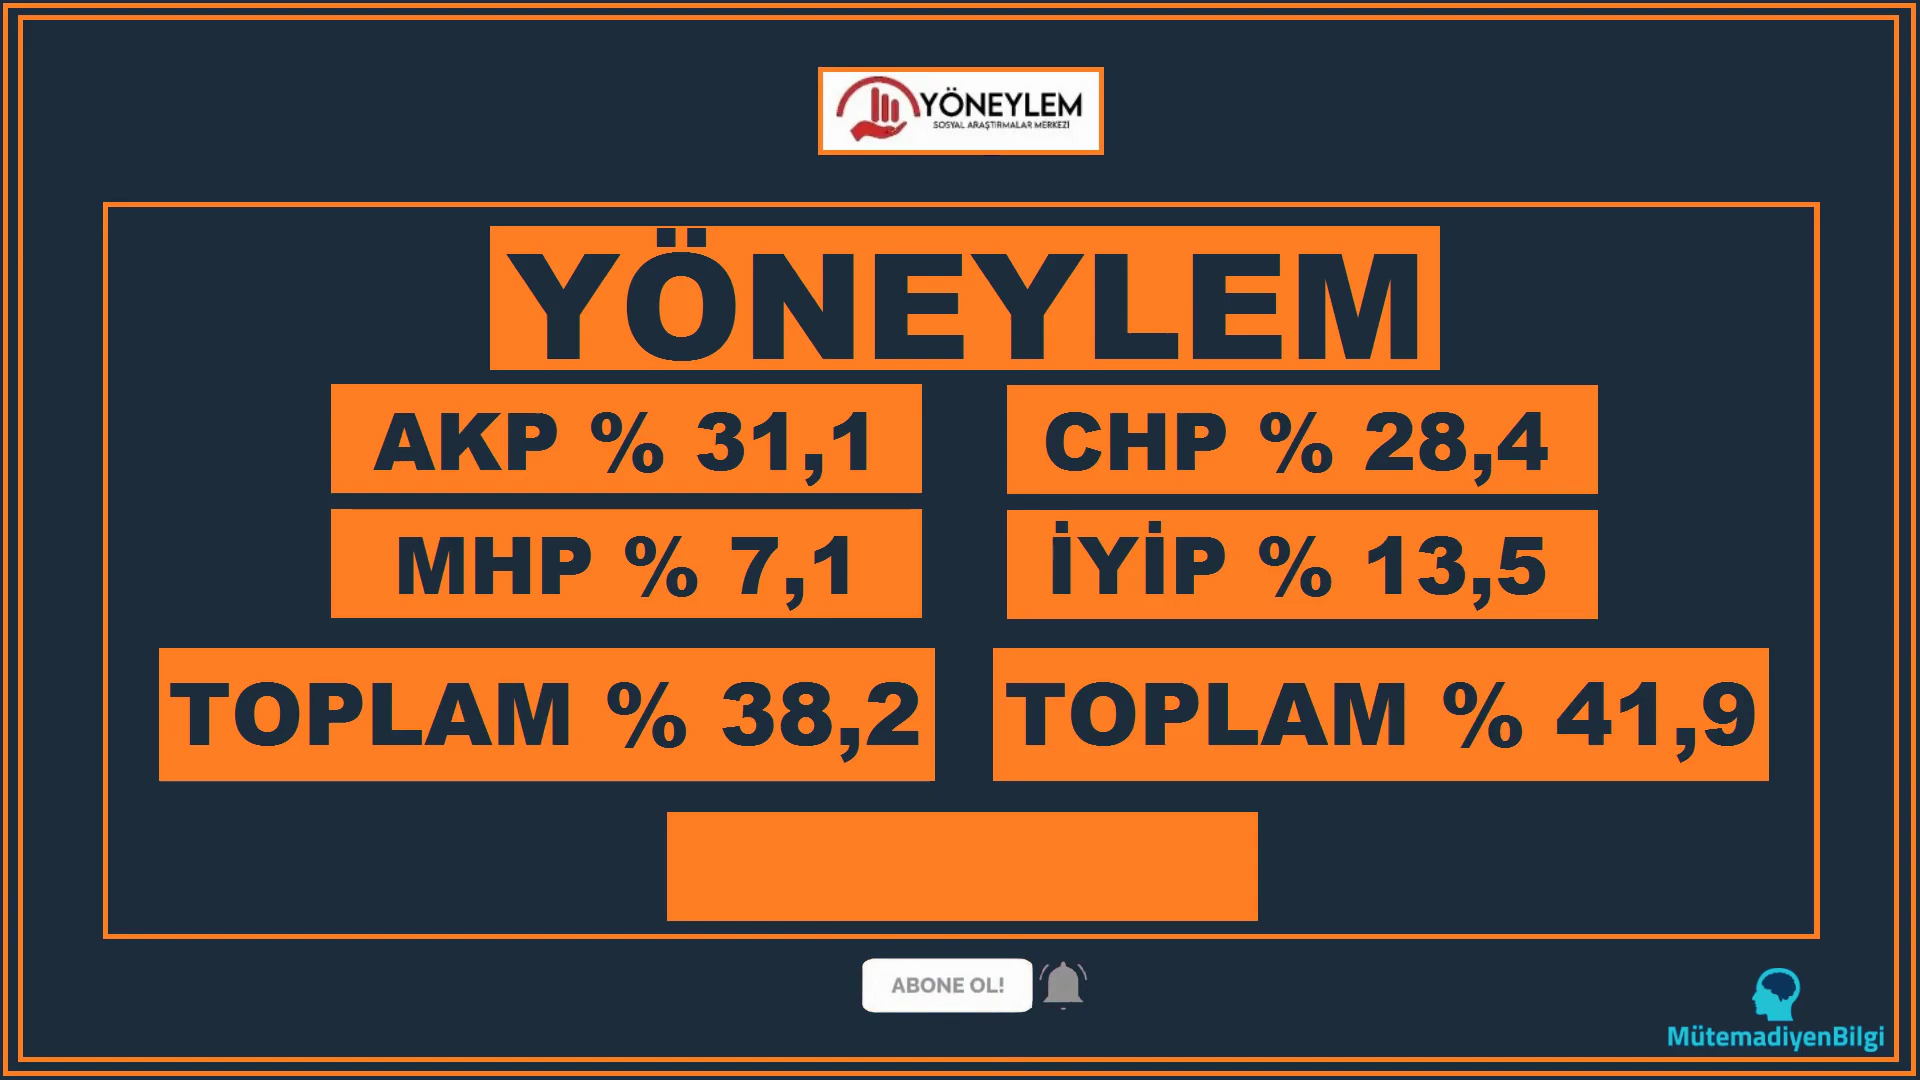 YÖNEYLEM
SOSYAL ARAŞTIRMALAR MERKEZİ
YÖNEYLEM
AKP % 31,1
CHP % 28,4
MHP % 7,1
İYİP % 13,5
TOPLAM % 38,2
TOPLAM % 41,9
ABONE OL!
MütemadiyenBilgi